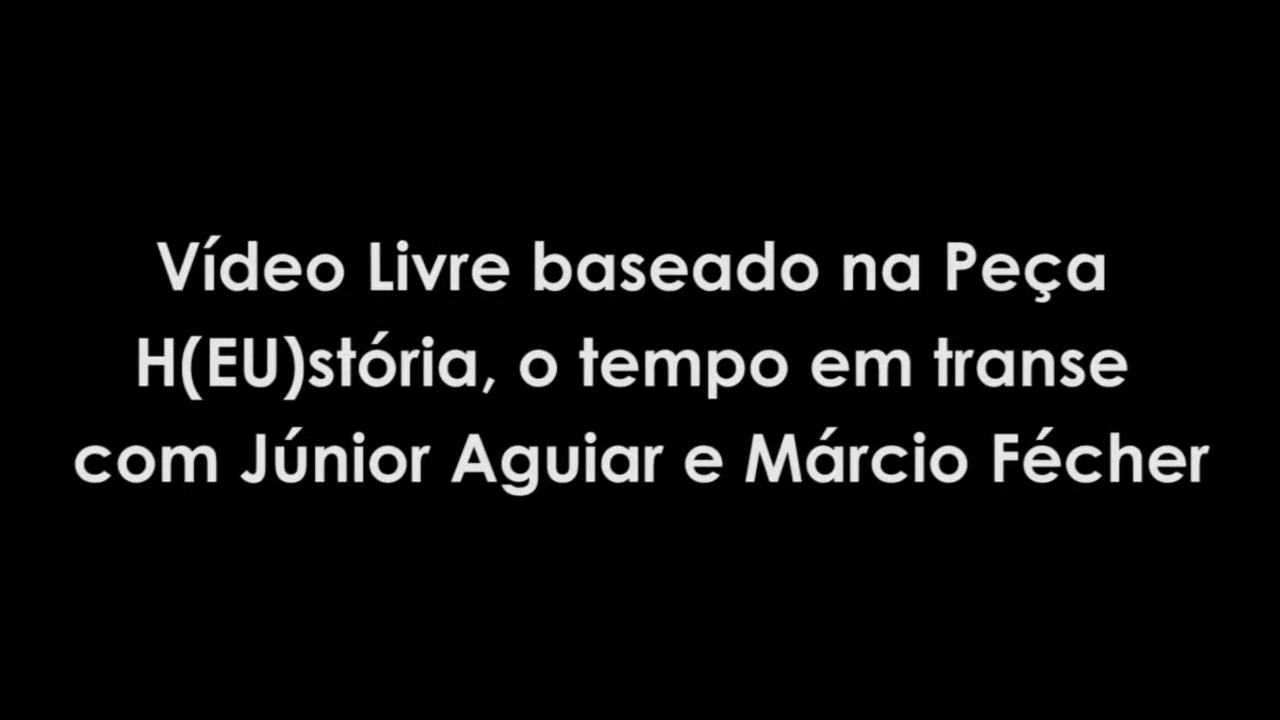 Vídeo Livre baseado na Peça
H(EU)stória, o tempo em transe
com Júnior Aguiar e Márcio Fécher